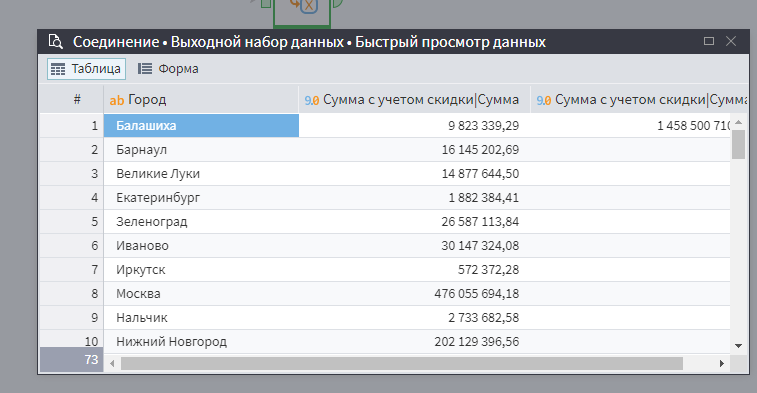 Соединение • Выходной набор данных • Быстрый просмотр данных
Таблица Форма
# ab Город 9.0 Сумма с учетом скидки|Сумма 9.0 Сумма с учетом скидки|Сумма
1 Балашиха 9 823 339,29 1 458 500 710
2 Барнаул 16 145 202,69
3 Великие Луки 14 877 644,50
4 Екатеринбург 1 882 384,41
5 Зеленоград 26 587 113,84
6 Иваново 30 147 324,08
7 Иркутск 572 372,28
8 Москва 476 055 694,18
9 Нальчик 2 733 682,58
10 Нижний Новгород 202 129 396,56
73